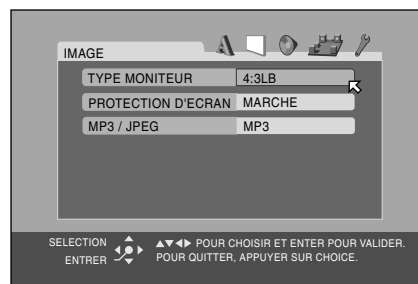 IMAGE
TYPE MONITEUR 4:3LB
PROTECTION D'ECRAN MARCHE
MP3 / JPEG MP3
SELECTION
ENTRER
▲▼◀▶ POUR CHOISIR ET ENTER POUR VALIDER.
POUR QUITTER, APPUYER SUR CHOICE.